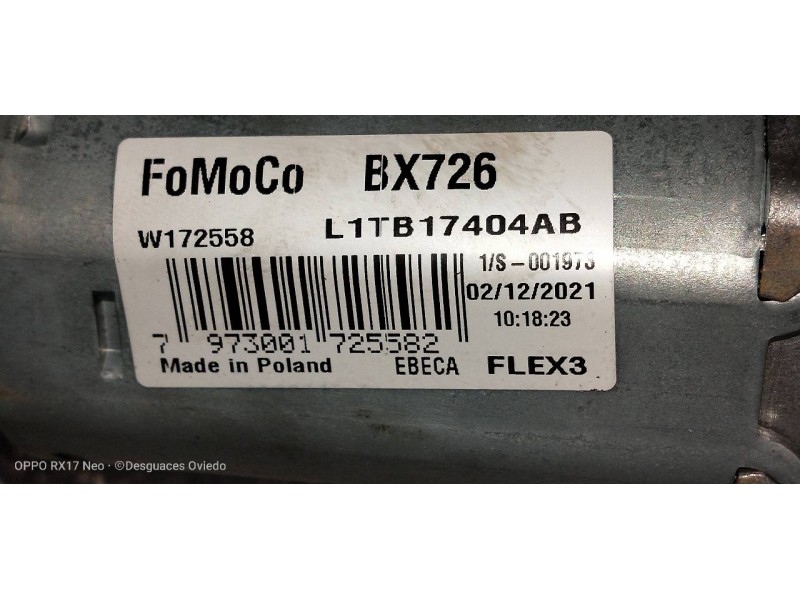 FoMoCo BX726
W172558 L1TB17404AB
1/S-001973
02/12/2021
10:18:23
7 973001 725582
Made in Poland EBECA FLEX3
OPPO RX17 Neo · ©Desguaces Oviedo